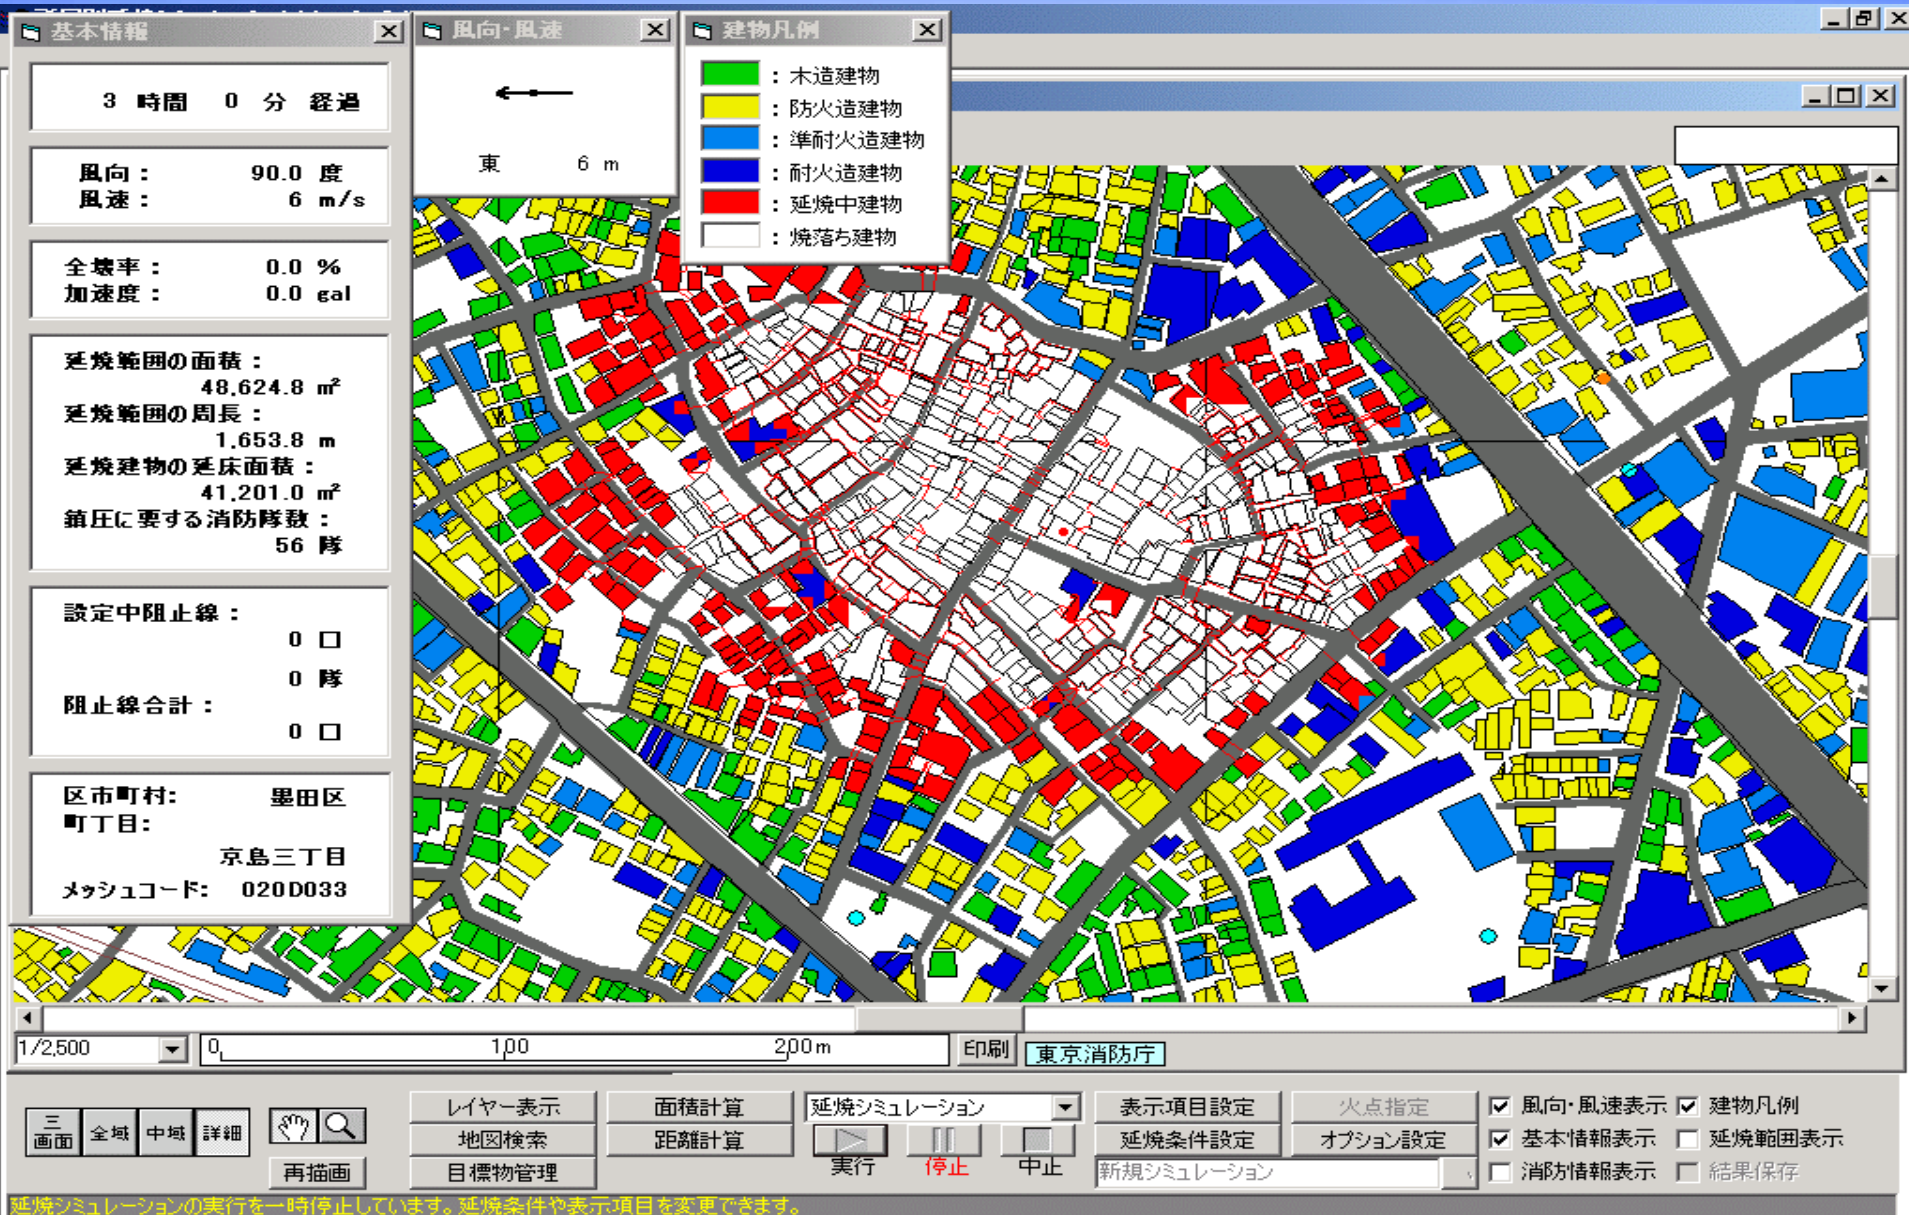 基本情報
3 時間 0 分 経過
風向： 90.0 度
風速： 6 m/s
全壊率： 0.0 %
加速度： 0.0 gal
延焼範囲の面積：
48,624.8 m²
延焼範囲の周長：
1,653.8 m
延焼建物の延床面積：
41,201.0 m²
鎮圧に要する消防隊数：
56 隊
設定中阻止線：
0 口
0 隊
阻止線合計：
0 口
区市町村： 墨田区
町丁目：
京島三丁目
メッシュコード： 020D033
風向・風速
東 6 m
建物凡例
：木造建物
：防火造建物
：準耐火造建物
：耐火造建物
：延焼中建物
：焼落ち建物
1/2,500
0 100 200m
印刷
東京消防庁
三画面 全域 中域 詳細
再描画
レイヤー表示
地図検索
目標物管理
面積計算
距離計算
延焼シミュレーション
実行 停止 中止
表示項目設定 火点指定
延焼条件設定 オプション設定
新規シミュレーション
風向・風速表示 建物凡例
基本情報表示 延焼範囲表示
消防情報表示 結果保存
延焼シミュレーションの実行を一時停止しています。延焼条件や表示項目を変更できます。